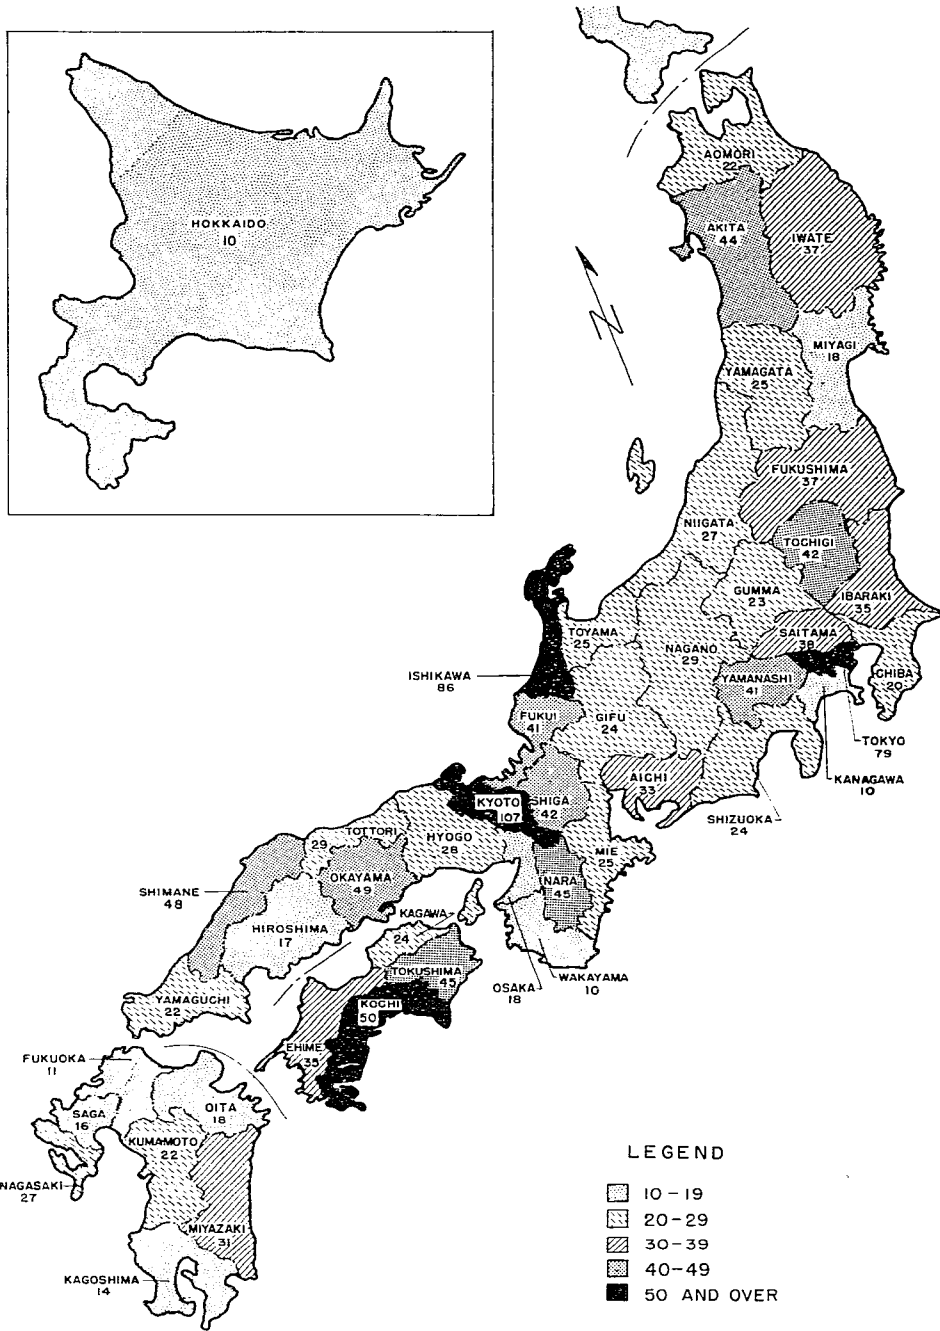 HOKKAIDO
10
AOMORI
22
AKITA
44
IWATE
37
MIYAGI
18
YAMAGATA
25
FUKUSHIMA
37
NIIGATA
27
TOCHIGI
42
GUMMA
23
IBARAKI
35
TOYAMA
25
NAGANO
29
SAITAMA
38
ISHIKAWA
86
YAMANASHI
41
CHIBA
20
FUKUI
41
GIFU
24
TOKYO
79
AICHI
33
KANAGAWA
10
KYOTO
107
SHIGA
42
SHIZUOKA
24
TOTTORI
29
HYOGO
28
MIE
25
OKAYAMA
49
NARA
45
SHIMANE
48
HIROSHIMA
17
KAGAWA
24
TOKUSHIMA
45
OSAKA
18
WAKAYAMA
10
YAMAGUCHI
22
KOCHI
50
EHIME
35
FUKUOKA
11
SAGA
16
OITA
18
KUMAMOTO
22
NAGASAKI
27
MIYAZAKI
31
KAGOSHIMA
14
N
LEGEND
10-19
20-29
30-39
40-49
50 AND OVER